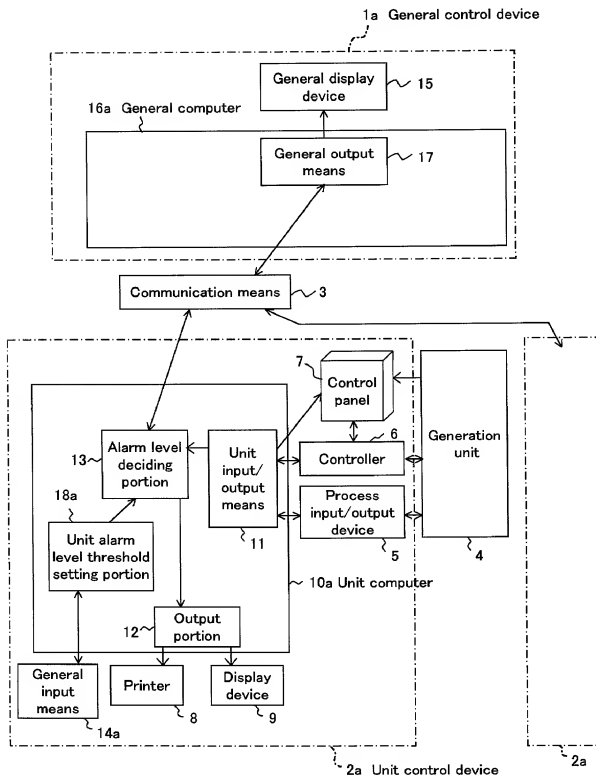 1a General control device
General display
device
15
16a General computer
General output
means
17
Communication means
3
7
Control
panel
6
Generation
unit
13
Alarm level
deciding
portion
Unit
input/
output
means
Controller
18a
Process
input/output
device
Unit alarm
level threshold
setting portion
11
5
4
10a Unit computer
12
Output
portion
General
input
means
Printer
Display
device
14a
8
9
2a Unit control device
2a